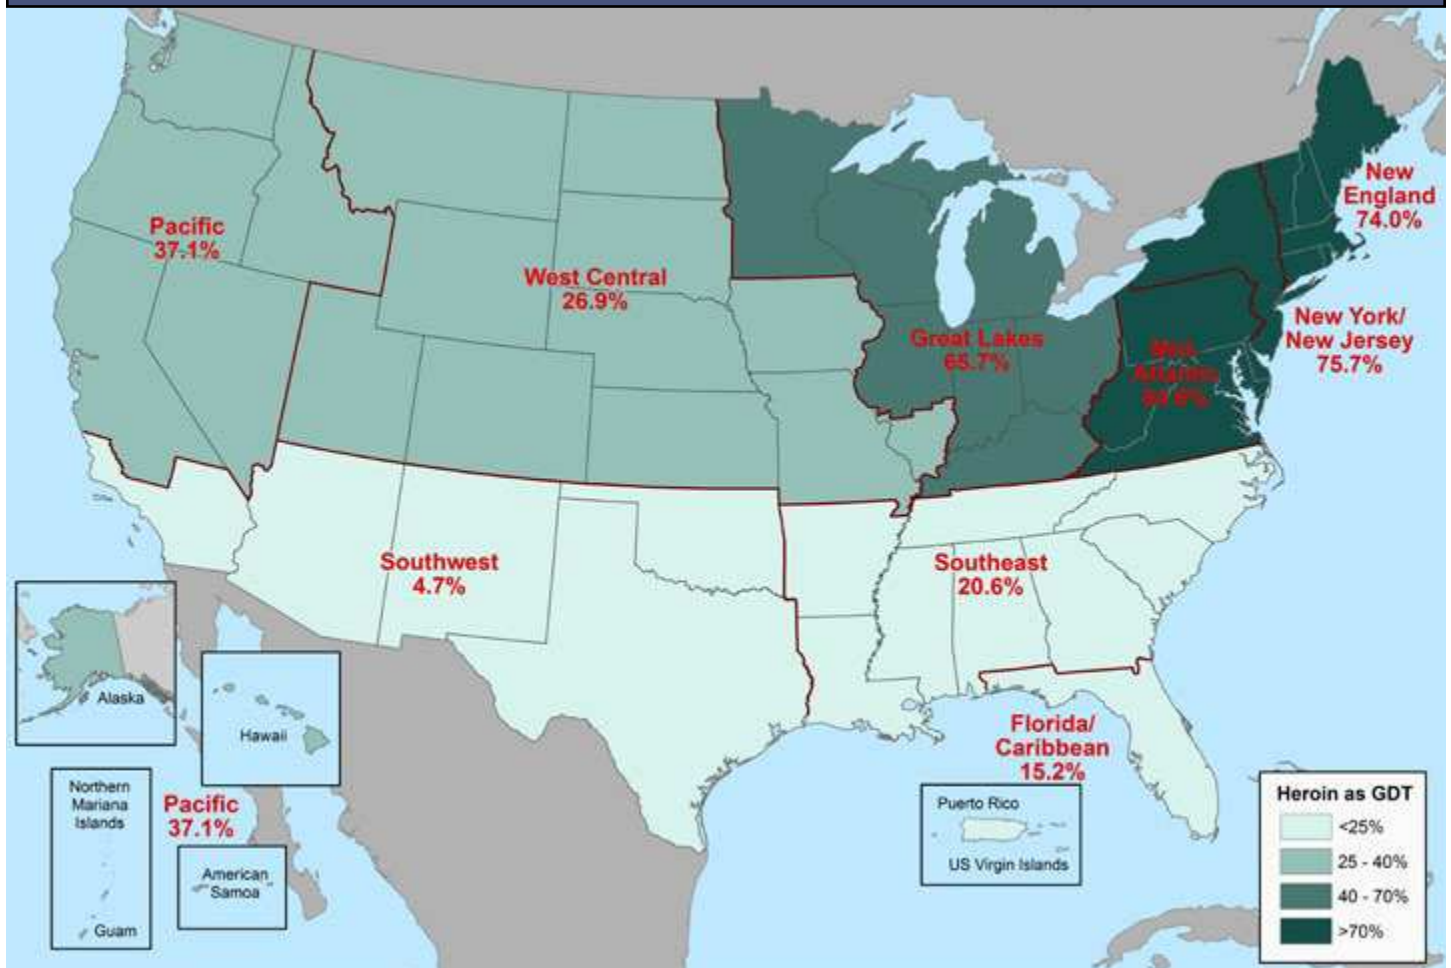 New
England
74.0%
Pacific
37.1%
West Central
26.9%
New York/
New Jersey
75.7%
Great Lakes
65.7%
Mid-
Atlantic
Southwest
4.7%
Southeast
20.6%
Alaska
Hawaii
Florida/
Caribbean
15.2%
Northern
Mariana
Islands
Guam
Pacific
37.1%
American
Samoa
Puerto Rico
US Virgin Islands
Heroin as GDT
<25%
25 - 40%
40 - 70%
>70%